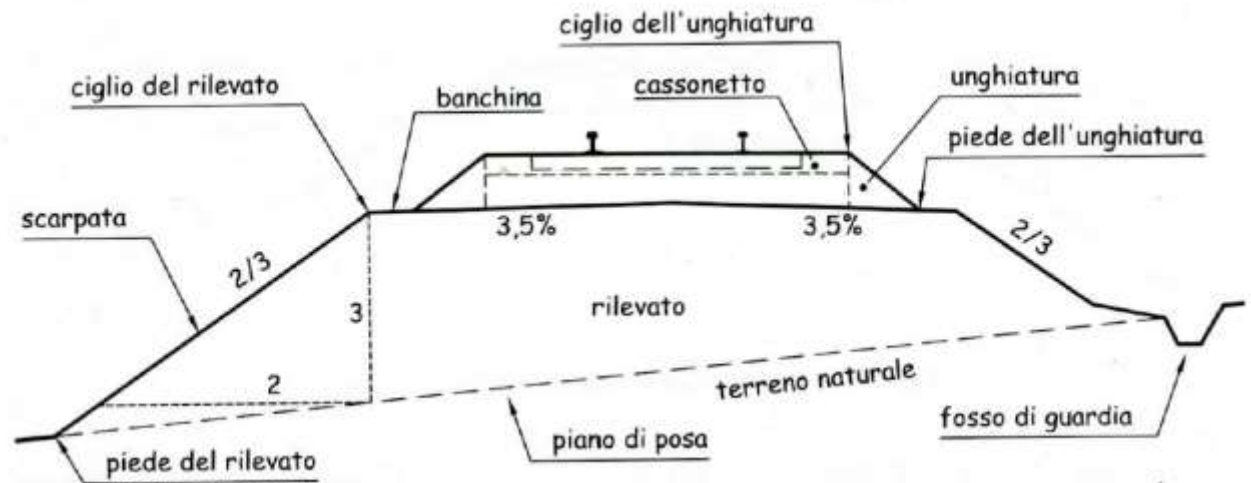 ciglio dell'unghiatura
ciglio del rilevato
banchina
cassonetto
unghiatura
piede dell'unghiatura
scarpata
3,5%
3,5%
2/3
2/3
3
rilevato
2
terreno naturale
piano di posa
fosso di guardia
piede del rilevato